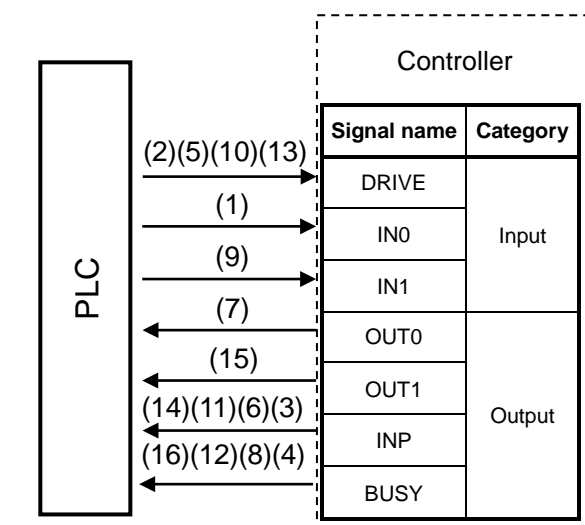 Controller
Signal name Category
(2)(5)(10)(13)
DRIVE
(1)
IN0
Input
(9)
IN1
PLC
(7)
OUT0
(15)
OUT1
(14)(11)(6)(3)
Output
INP
(16)(12)(8)(4)
BUSY